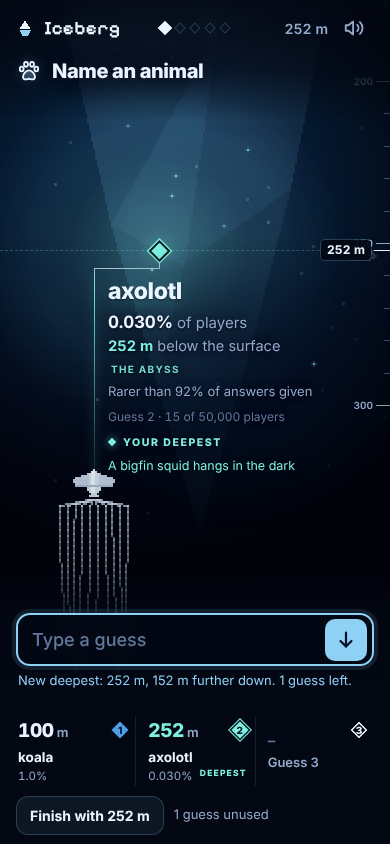 Iceberg
252 m
Name an animal
200
252 m
axolotl
0.030% of players
252 m below the surface
THE ABYSS
Rarer than 92% of answers given
300
Guess 2 · 15 of 50,000 players
YOUR DEEPEST
A bigfin squid hangs in the dark
Type a guess
New deepest: 252 m, 152 m further down. 1 guess left.
100 m
1
koala
1.0%
252 m
2
axolotl
0.030% DEEPEST
–
3
Guess 3
Finish with 252 m
1 guess unused